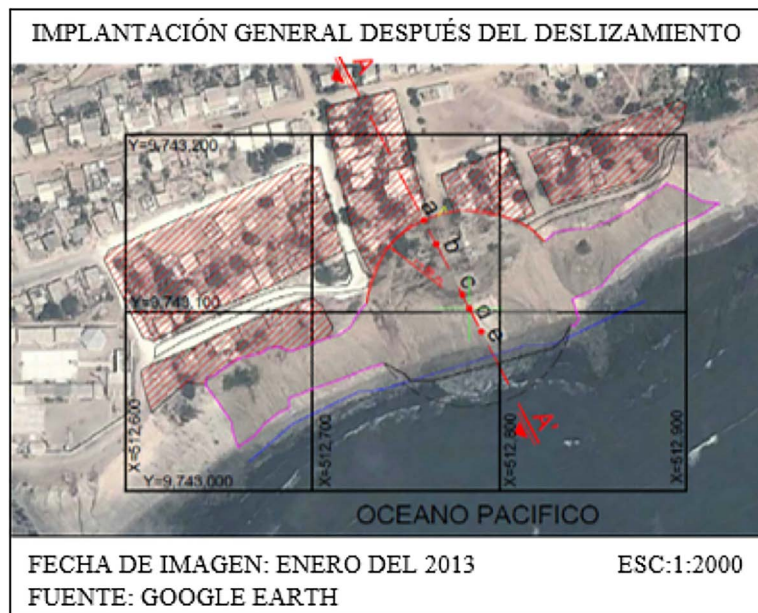 IMPLANTACIÓN GENERAL DESPUÉS DEL DESLIZAMIENTO
A
Y=9,743,200
a
b
Y=9,743,100
c
d
e
X=512,600
X=512,700
X=512,800
X=512,900
A'
Y=9,743,000
OCEANO PACIFICO
FECHA DE IMAGEN: ENERO DEL 2013 ESC:1:2000
FUENTE: GOOGLE EARTH